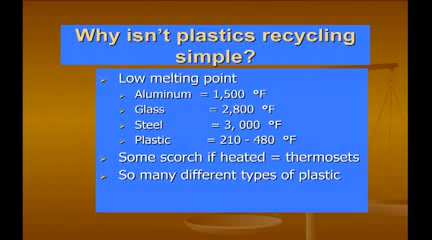 Why isn't plastics recycling
simple?
Low melting point
Aluminum = 1,500 °F
Glass = 2,800 °F
Steel = 3, 000 °F
Plastic = 210 - 480 °F
Some scorch if heated = thermosets
So many different types of plastic